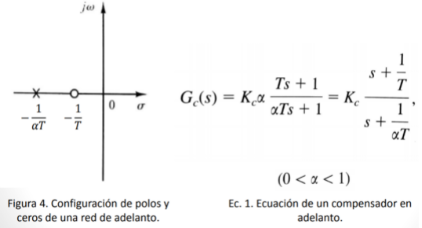 jω
0 σ
-1/αT -1/T
G_c(s) = K_c α (Ts + 1)/(αTs + 1) = K_c (s + 1/T)/(s + 1/αT),
(0 < α < 1)
Figura 4. Configuración de polos y
ceros de una red de adelanto.
Ec. 1. Ecuación de un compensador en
adelanto.